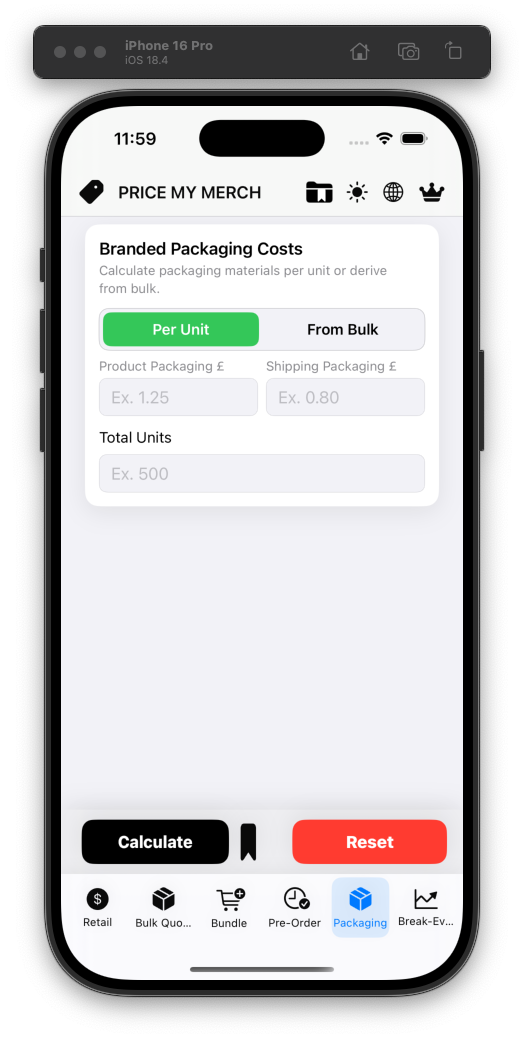 iPhone 16 Pro
iOS 18.4
11:59
PRICE MY MERCH
Branded Packaging Costs
Calculate packaging materials per unit or derive
from bulk.
Per Unit
From Bulk
Product Packaging £
Shipping Packaging £
Ex. 1.25
Ex. 0.80
Total Units
Ex. 500
Calculate
Reset
$
Retail
Bulk Quo...
Bundle
Pre-Order
Packaging
Break-Ev...